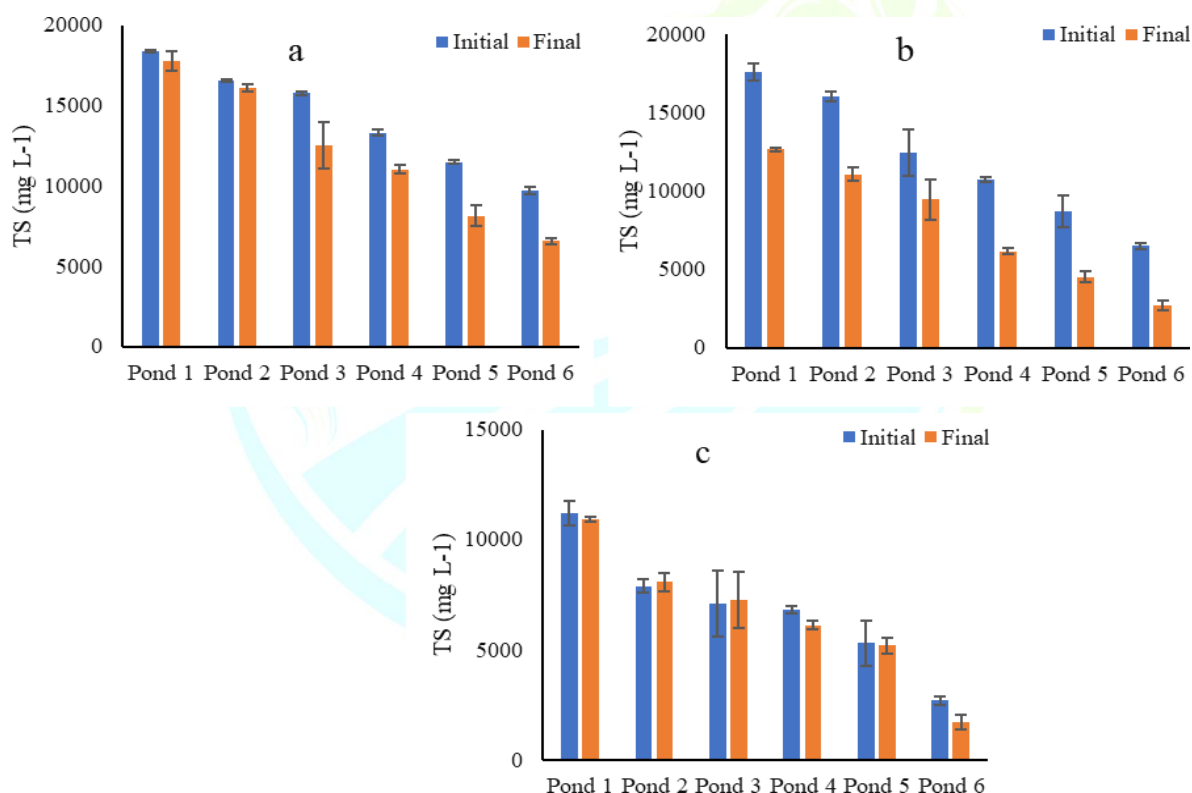 a
Initial Final
TS (mg L-1)
20000
15000
10000
5000
0
Pond 1 Pond 2 Pond 3 Pond 4 Pond 5 Pond 6
b
Initial Final
TS (mg L-1)
20000
15000
10000
5000
0
Pond 1 Pond 2 Pond 3 Pond 4 Pond 5 Pond 6
c
Initial Final
TS (mg L-1)
15000
10000
5000
0
Pond 1 Pond 2 Pond 3 Pond 4 Pond 5 Pond 6